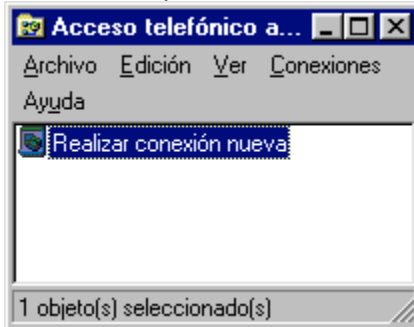 Acceso telefónico a...
Archivo Edición Ver Conexiones
Ayuda
Realizar conexión nueva
1 objeto(s) seleccionado(s)